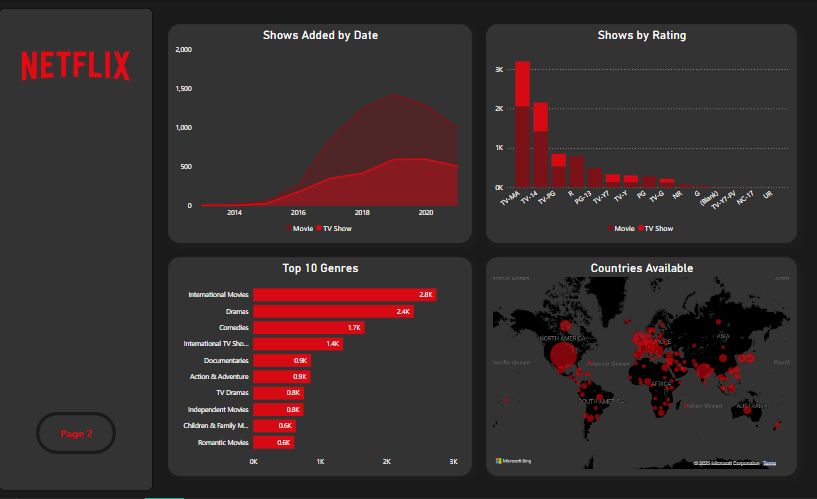 NETFLIX
Page 2
Shows Added by Date
2,000
1,500
1,000
500
0
2014 2016 2018 2020
Movie TV Show
Shows by Rating
3K
2K
1K
0K
TV-MA TV-14 TV-PG R PG-13 TV-Y7 TV-Y PG TV-G NR G (Blank) TV-Y7-FV NC-17 UR
Movie TV Show
Top 10 Genres
International Movies 2.8K
Dramas 2.4K
Comedies 1.7K
International TV Sho... 1.4K
Documentaries 0.9K
Action & Adventure 0.9K
TV Dramas 0.8K
Independent Movies 0.8K
Children & Family M... 0.6K
Romantic Movies 0.6K
0K 1K 2K 3K
Countries Available
NORTH AMERICA
EUROPE
ASIA
Pacific Ocean
Atlantic Ocean
AFRICA
SOUTH AMERICA
Indian Ocean
AUSTRALIA
Microsoft Bing
© 2025 Microsoft Corporation Terms